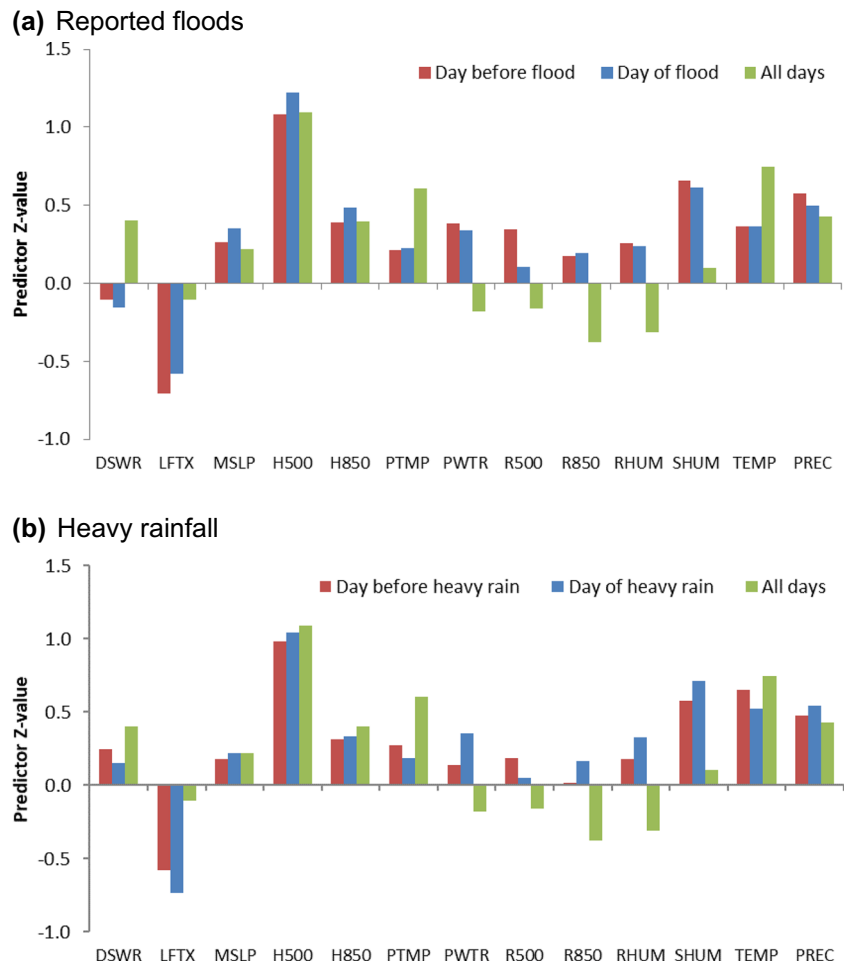 (a) Reported floods
1.5
Day before flood Day of flood All days
1.0
0.5
0.0
-0.5
-1.0
Predictor Z-value
DSWR LFTX MSLP H500 H850 PTMP PWTR R500 R850 RHUM SHUM TEMP PREC
(b) Heavy rainfall
1.5
Day before heavy rain Day of heavy rain All days
1.0
0.5
0.0
-0.5
-1.0
Predictor Z-value
DSWR LFTX MSLP H500 H850 PTMP PWTR R500 R850 RHUM SHUM TEMP PREC